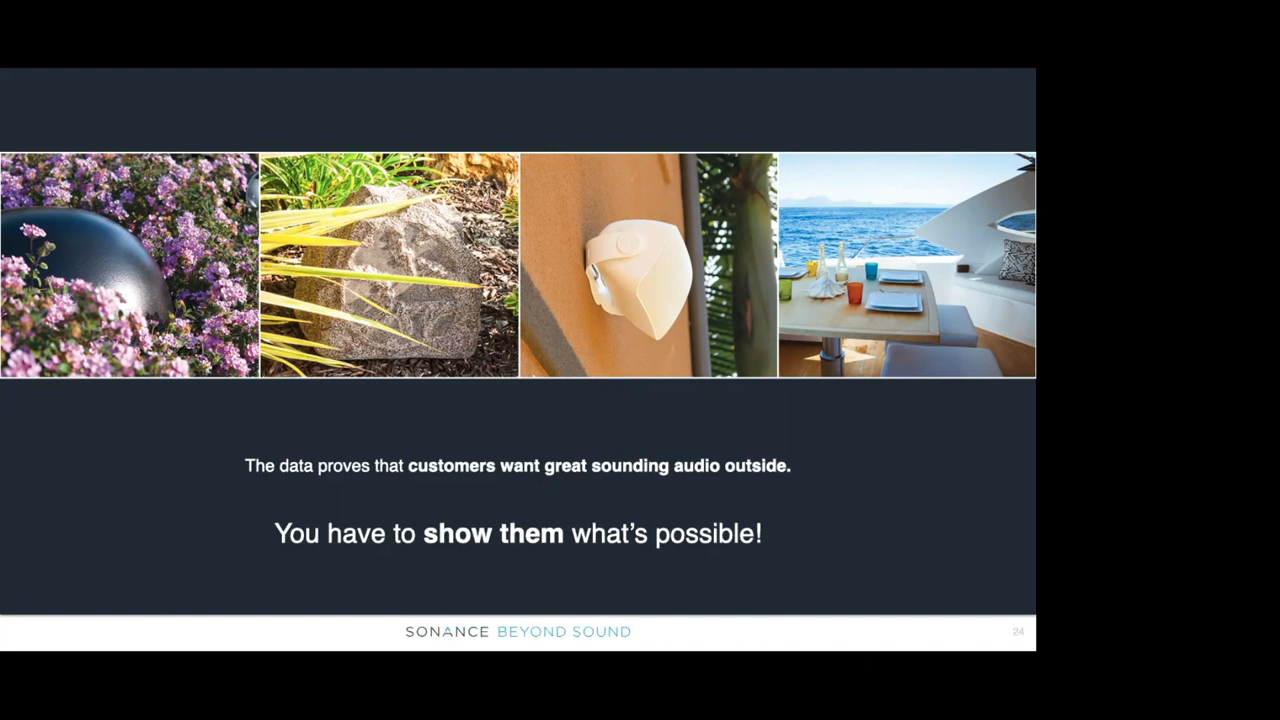 The data proves that customers want great sounding audio outside.
You have to show them what's possible!
SONANCE BEYOND SOUND
24